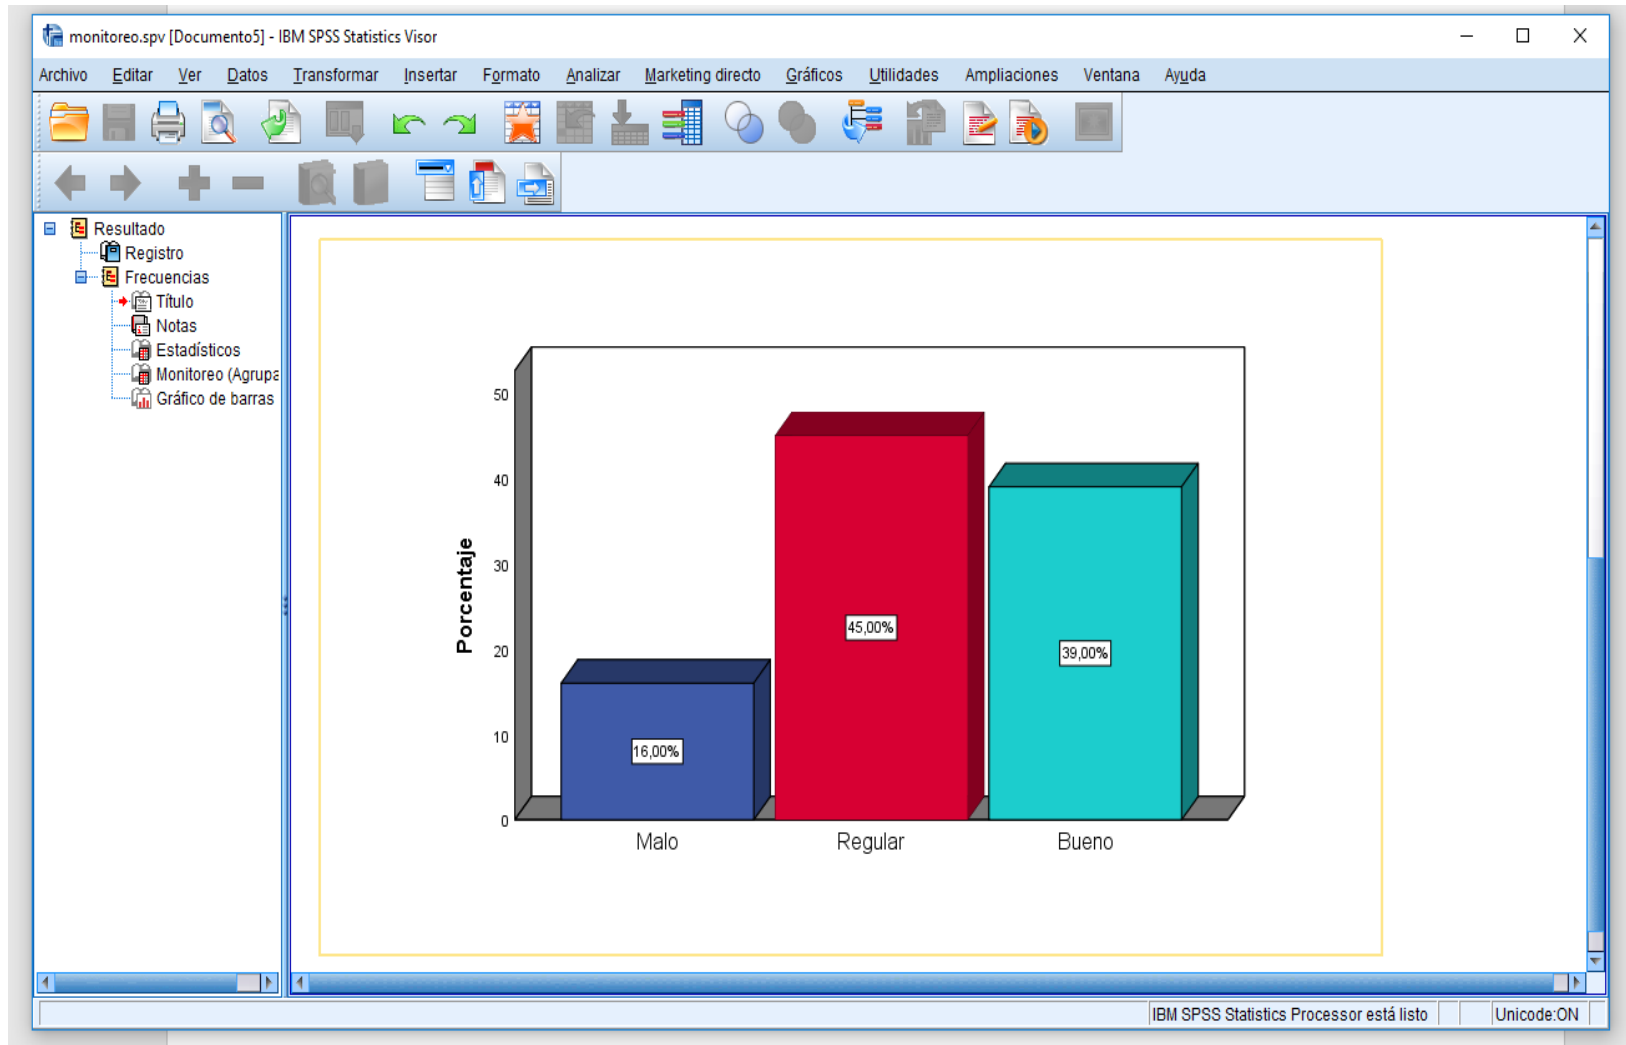 monitoreo.spv [Documento5] - IBM SPSS Statistics Visor
Archivo Editar Ver Datos Transformar Insertar Formato Analizar Marketing directo Gráficos Utilidades Ampliaciones Ventana Ayuda
Resultado
Registro
Frecuencias
Título
Notas
Estadísticos
Monitoreo (Agrupa
Gráfico de barras
Porcentaje
50
40
30
20
10
0
16,00%
45,00%
39,00%
Malo Regular Bueno
IBM SPSS Statistics Processor está listo Unicode:ON